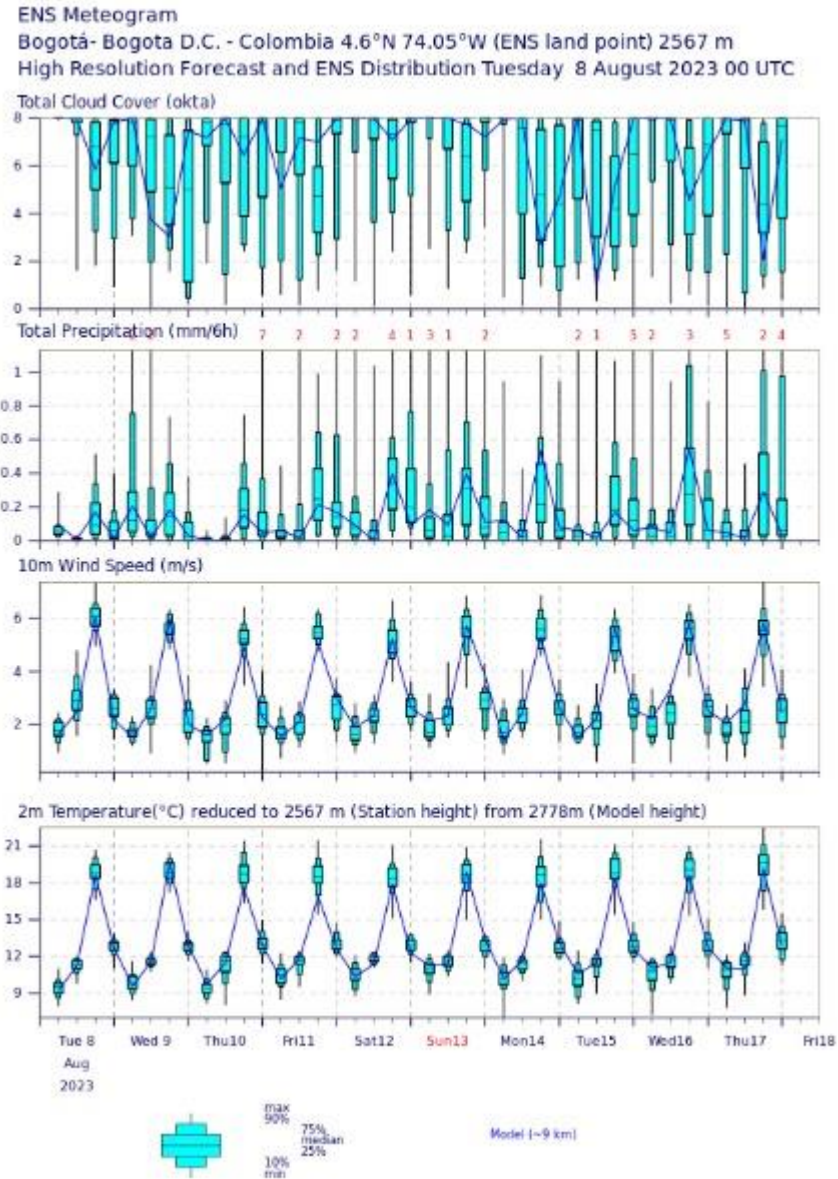 ENS Meteogram
Bogotá- Bogota D.C. - Colombia 4.6°N 74.05°W (ENS land point) 2567 m
High Resolution Forecast and ENS Distribution Tuesday 8 August 2023 00 UTC
Total Cloud Cover (okta)
8
6
4
2
0
Total Precipitation (mm/6h)
2 2 2 2 4 1 3 1 2 2 1 5 2 3 5 2 4
1
0.8
0.6
0.4
0.2
0
10m Wind Speed (m/s)
6
4
2
2m Temperature(°C) reduced to 2567 m (Station height) from 2778m (Model height)
21
18
15
12
9
Tue 8 Wed 9 Thu10 Fri11 Sat12 Sun13 Mon14 Tue15 Wed16 Thu17 Fri18
Aug
2023
max
90%
75%
median
25%
10%
min
Model (~9 km)